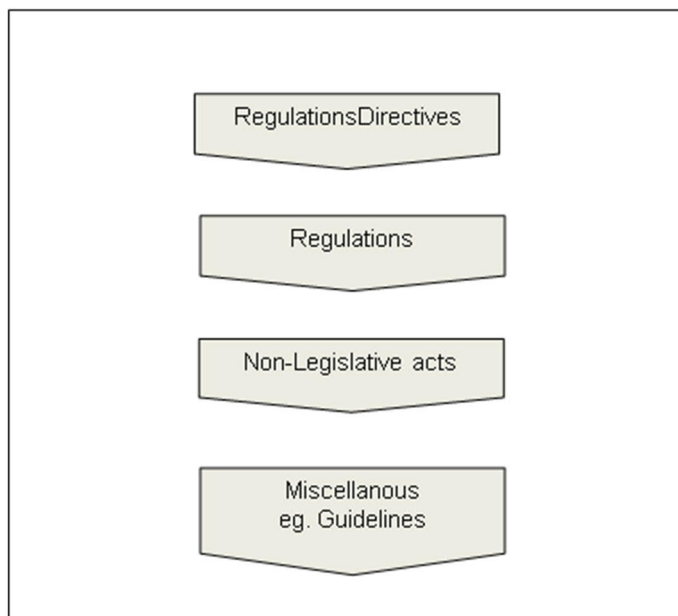 RegulationsDirectives
Regulations
Non-Legislative acts
Miscellanous
eg. Guidelines